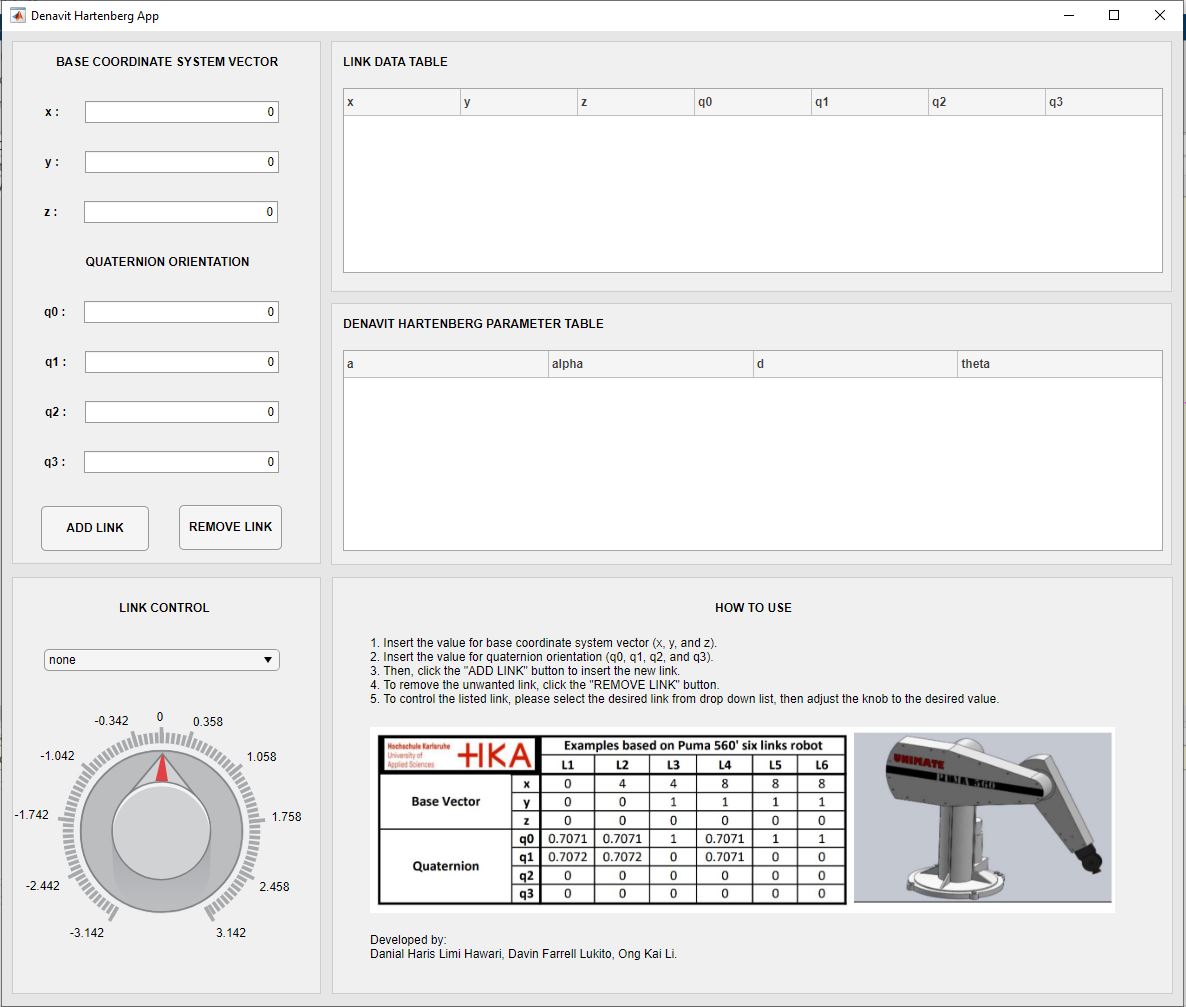 Denavit Hartenberg App
BASE COORDINATE SYSTEM VECTOR
x : 0
y : 0
z : 0
QUATERNION ORIENTATION
q0 : 0
q1 : 0
q2 : 0
q3 : 0
ADD LINK REMOVE LINK
LINK DATA TABLE
x y z q0 q1 q2 q3
DENAVIT HARTENBERG PARAMETER TABLE
a alpha d theta
LINK CONTROL
none
0
-0.342 0.358
-1.042 1.058
-1.742 1.758
-2.442 2.458
-3.142 3.142
HOW TO USE
1. Insert the value for base coordinate system vector (x, y, and z).
2. Insert the value for quaternion orientation (q0, q1, q2, and q3).
3. Then, click the "ADD LINK" button to insert the new link.
4. To remove the unwanted link, click the "REMOVE LINK" button.
5. To control the listed link, please select the desired link from drop down list, then adjust the knob to the desired value.
Hochschule Karlsruhe
University of
Applied Sciences
HKA
Examples based on Puma 560' six links robot
L1 L2 L3 L4 L5 L6
Base Vector
x 0 4 4 8 8 8
y 0 0 1 1 1 1
z 0 0 0 0 0 0
Quaternion
q0 0.7071 0.7071 1 0.7071 1 1
q1 0.7072 0.7072 0 0.7071 0 0
q2 0 0 0 0 0 0
q3 0 0 0 0 0 0
UNIMATE
PUMA 560
Developed by:
Danial Haris Limi Hawari, Davin Farrell Lukito, Ong Kai Li.